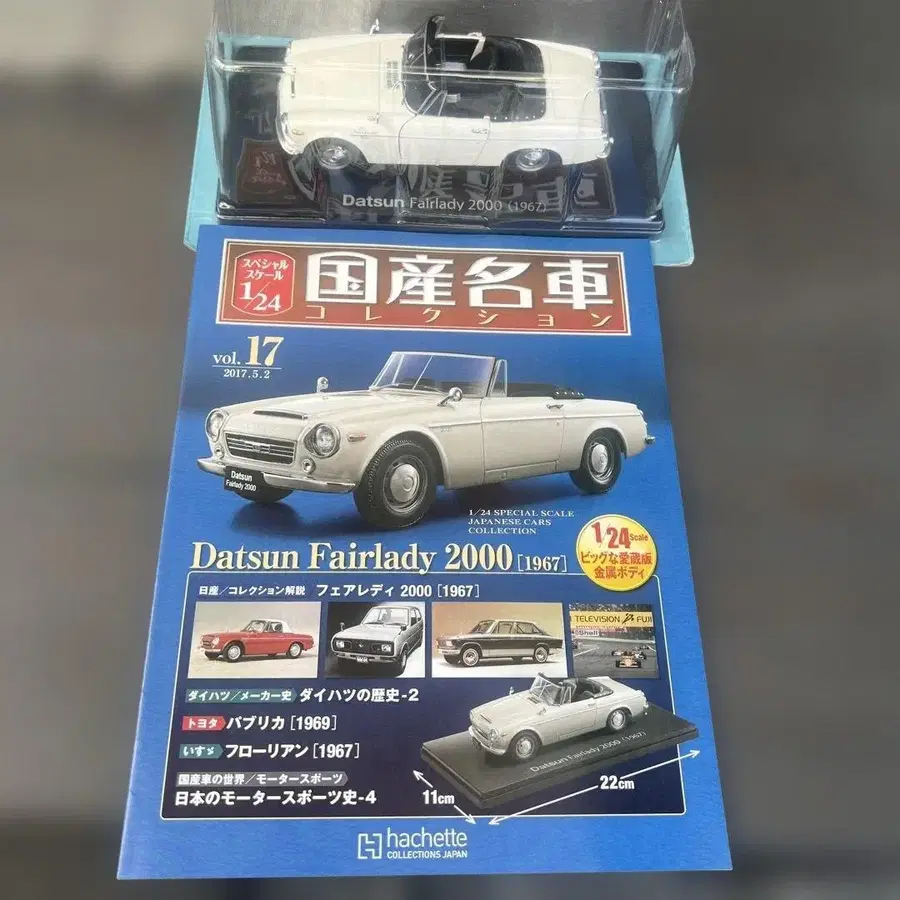 Datsun Fairlady 2000 (1967)
スペシャル
スケール
1/24
国産名車
コレクション
vol. 17
2017.5.2
Datsun
Fairlady 2000
1/24 SPECIAL SCALE
JAPANESE CARS
COLLECTION
1/24 Scale
ビッグな愛蔵版
金属ボディ
Datsun Fairlady 2000 [1967]
日産/コレクション解説 フェアレディ 2000 [1967]
TELEVISION FUJI
Shell
ダイハツ/メーカー史 ダイハツの歴史-2
トヨタ パブリカ [1969]
いすゞ フローリアン [1967]
国産車の世界/モータースポーツ
日本のモータースポーツ史-4
Datsun Fairlady 2000 (1967)
11cm
22cm
hachette
COLLECTIONS JAPAN